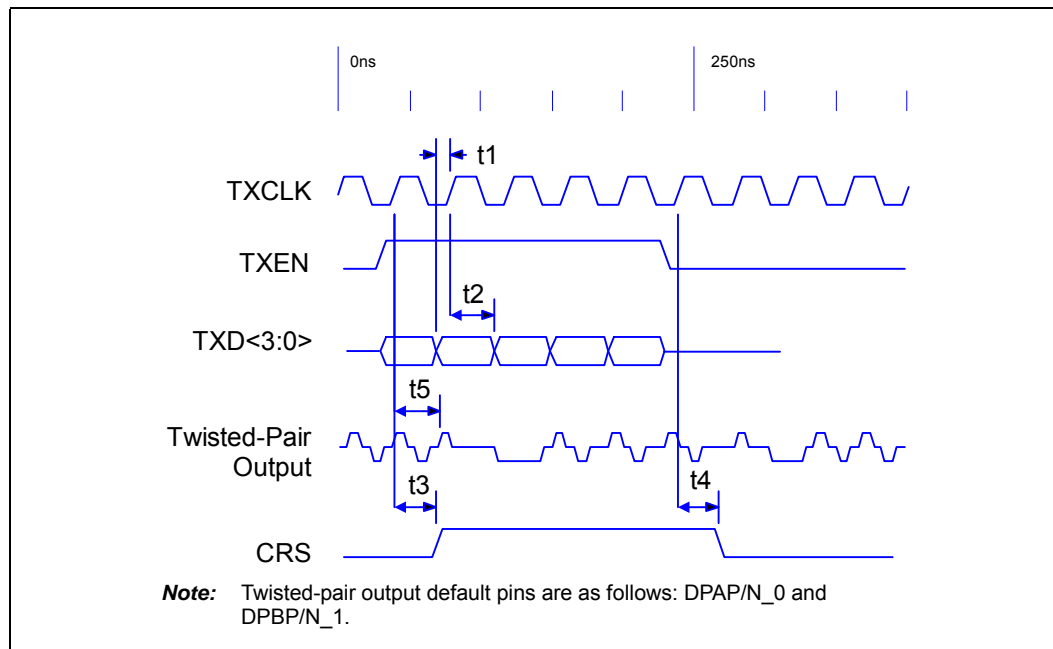 0ns 250ns
t1
TXCLK
TXEN
t2
TXD<3:0>
t5
Twisted-Pair
Output
t3 t4
CRS
Note: Twisted-pair output default pins are as follows: DPAP/N_0 and
DPBP/N_1.